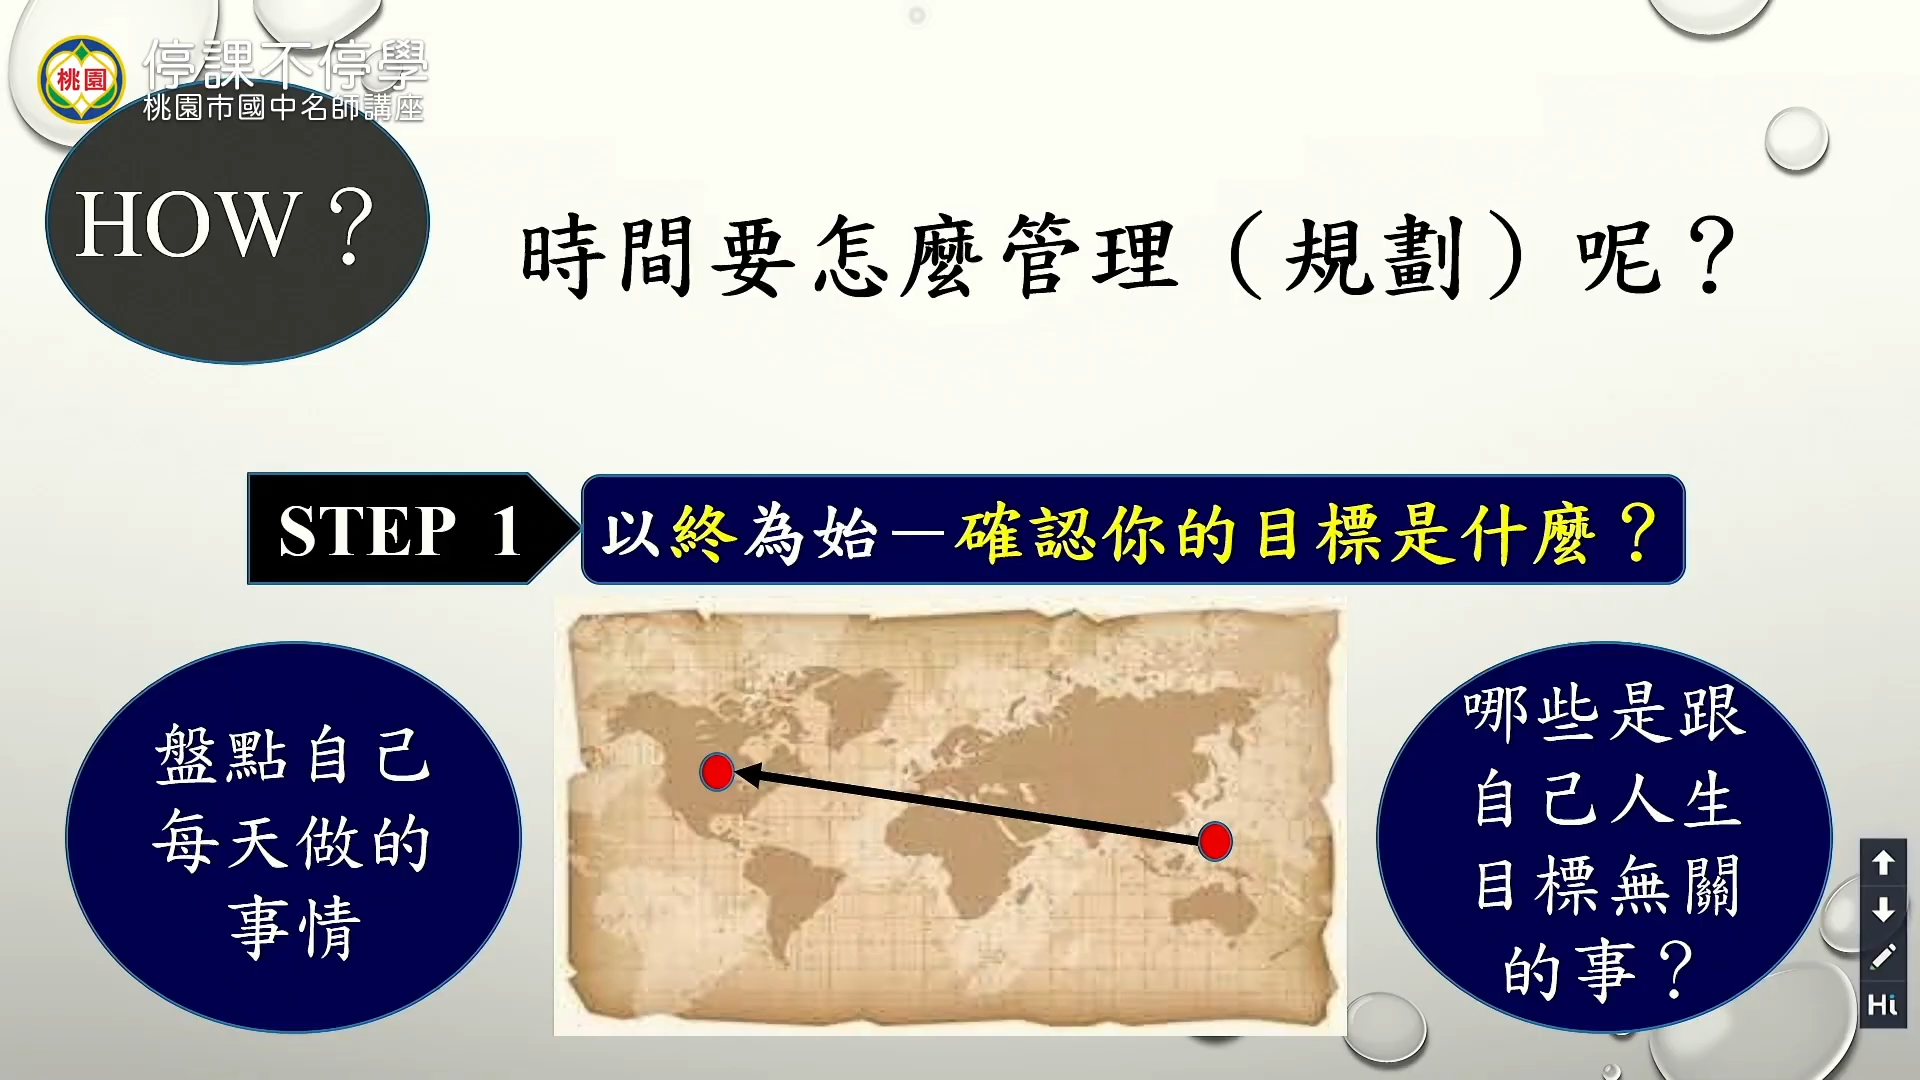 桃園
停課不停學
桃園市國中名師講座
HOW？
時間要怎麼管理（規劃）呢？
STEP 1
以終為始－確認你的目標是什麼？
盤點自己
每天做的
事情
哪些是跟
自己人生
目標無關
的事？
Hi